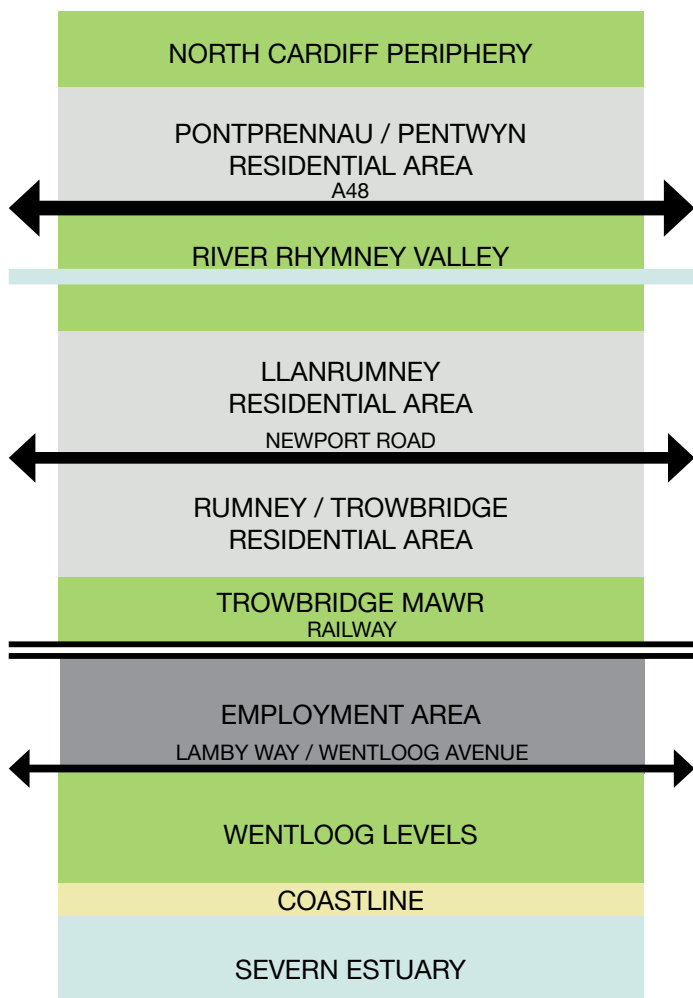 NORTH CARDIFF PERIPHERY
PONTPRENNAU / PENTWYN
RESIDENTIAL AREA
A48
RIVER RHYMNEY VALLEY
LLANRUMNEY
RESIDENTIAL AREA
NEWPORT ROAD
RUMNEY / TROWBRIDGE
RESIDENTIAL AREA
TROWBRIDGE MAWR
RAILWAY
EMPLOYMENT AREA
LAMBY WAY / WENTLOOG AVENUE
WENTLOOG LEVELS
COASTLINE
SEVERN ESTUARY